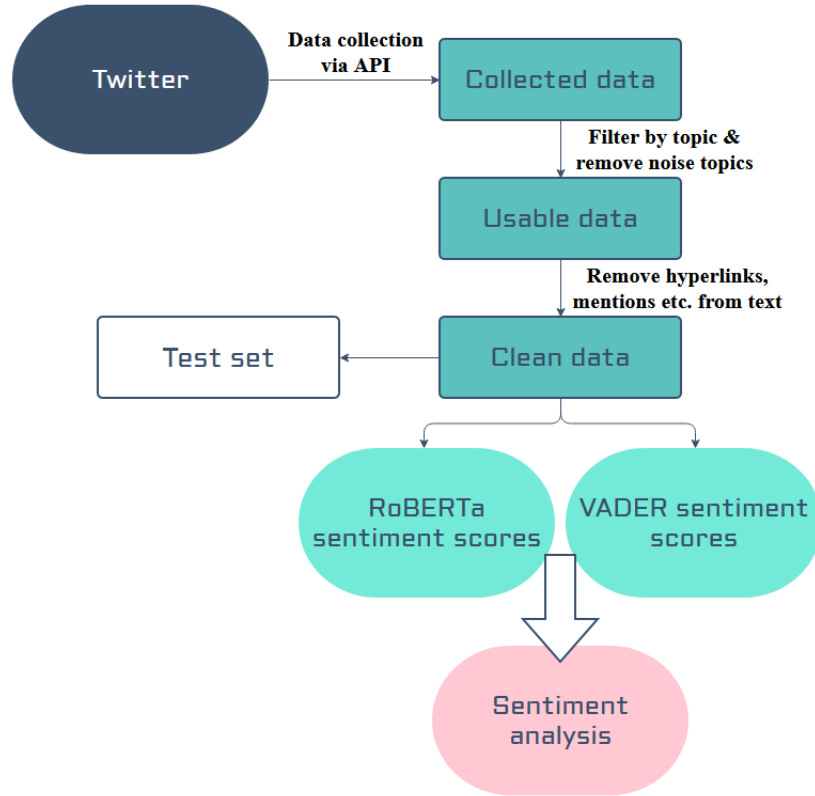 Twitter
Data collection
via API
Collected data
Filter by topic &
remove noise topics
Usable data
Remove hyperlinks,
mentions etc. from text
Test set
Clean data
RoBERTa
sentiment scores
VADER sentiment
scores
Sentiment
analysis